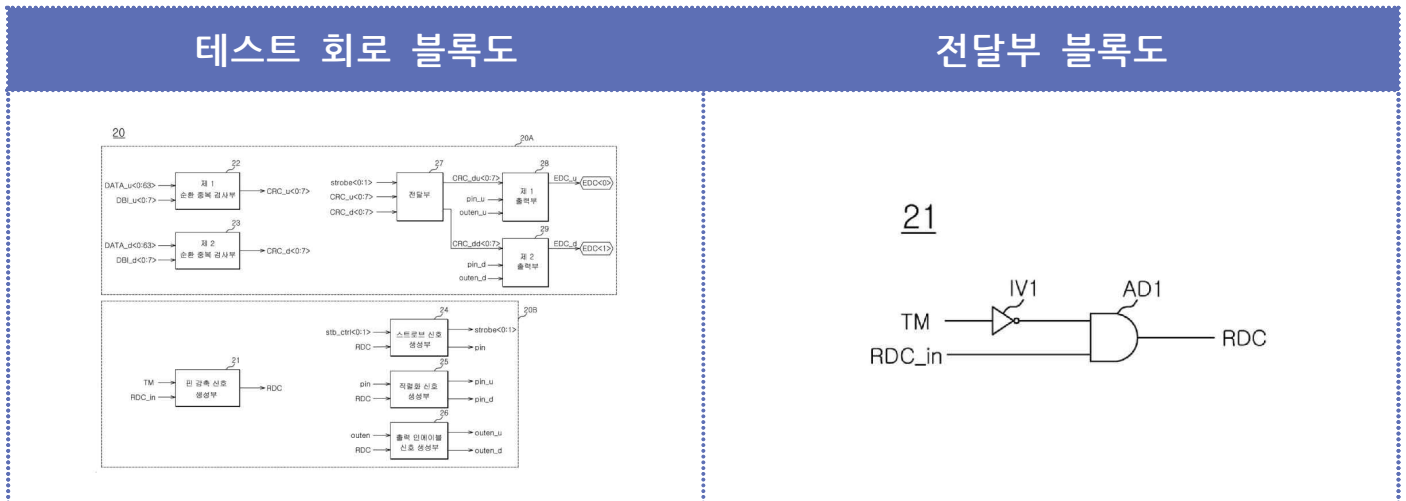 테스트 회로 블록도
전달부 블록도
20
20A
22
DATA_u<0:63>
DBI_u<0:7>
제 1
순환 중복 검사부
CRC_u<0:7>
23
DATA_d<0:63>
DBI_d<0:7>
제 2
순환 중복 검사부
CRC_d<0:7>
27
strobe<0:1>
CRC_u<0:7>
CRC_d<0:7>
전달부
CRC_du<0:7>
28
pin_u
outen_u
제 1
출력부
EDC_u
EDC<0>
CRC_dd<0:7>
29
pin_d
outen_d
제 2
출력부
EDC_d
EDC<1>
20B
21
TM
RDC_in
핀 감축 신호
생성부
RDC
24
stb_ctrl<0:1>
RDC
스트로브 신호
생성부
strobe<0:1>
pin
25
pin
RDC
직렬화 신호
생성부
pin_u
pin_d
26
outen
RDC
출력 인에이블
신호 생성부
outen_u
outen_d
21
IV1
AD1
TM
RDC_in
RDC